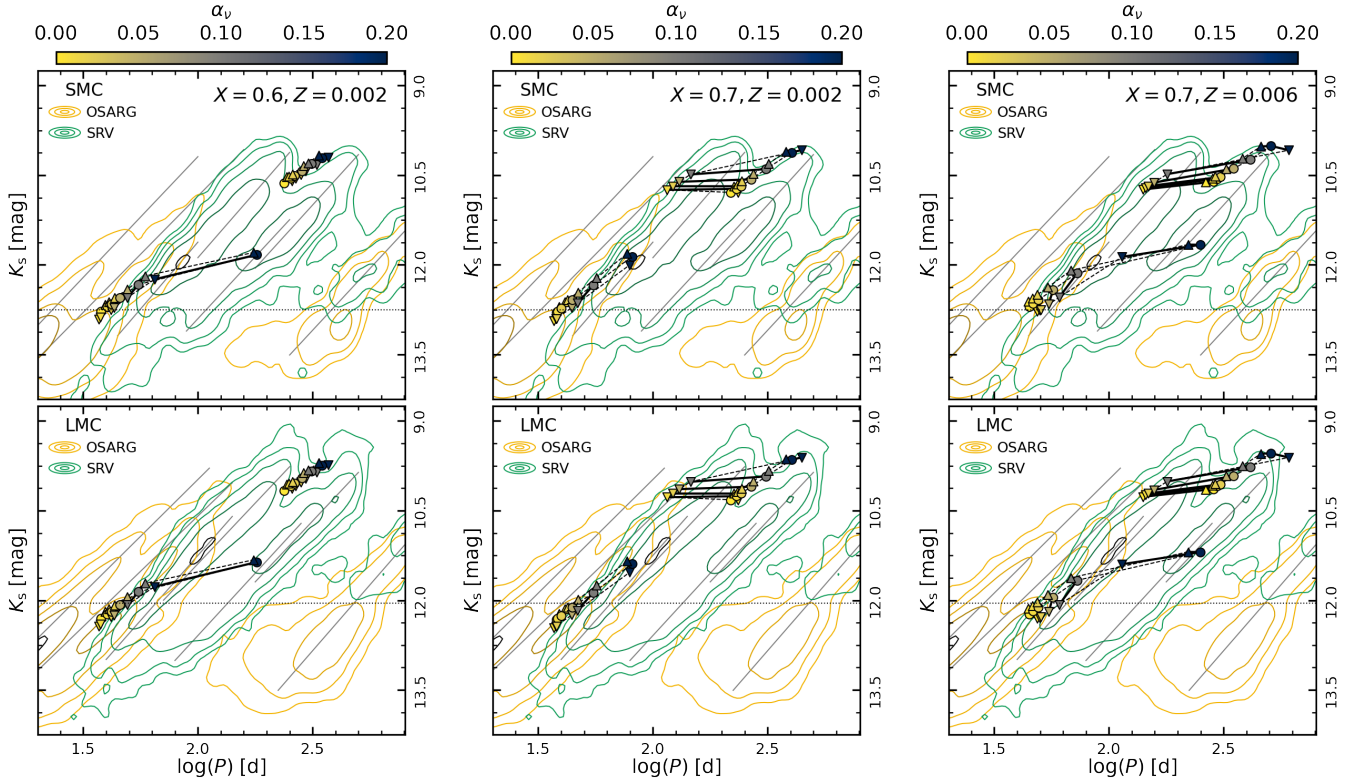 αν αν αν
0.00 0.05 0.10 0.15 0.20 0.00 0.05 0.10 0.15 0.20 0.00 0.05 0.10 0.15 0.20
SMC X = 0.6, Z = 0.002 9.0
OSARG
SRV
10.5
Ks [mag]
12.0
13.5
SMC X = 0.7, Z = 0.002 9.0
OSARG
SRV
10.5
Ks [mag]
12.0
13.5
SMC X = 0.7, Z = 0.006 9.0
OSARG
SRV
10.5
Ks [mag]
12.0
13.5
LMC 9.0
OSARG
SRV
10.5
Ks [mag]
12.0
13.5
1.5 2.0 2.5
log(P) [d]
LMC 9.0
OSARG
SRV
10.5
Ks [mag]
12.0
13.5
1.5 2.0 2.5
log(P) [d]
LMC 9.0
OSARG
SRV
10.5
Ks [mag]
12.0
13.5
1.5 2.0 2.5
log(P) [d]